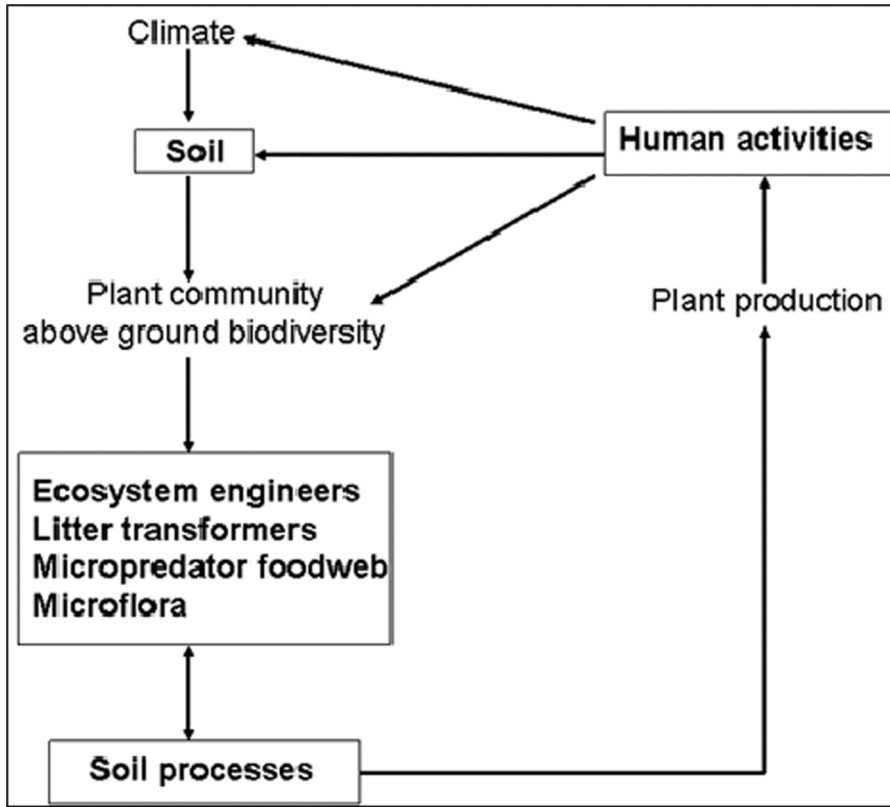 Climate
Human activities
Soil
Plant community
above ground biodiversity
Plant production
Ecosystem engineers
Litter transformers
Micropredator foodweb
Microflora
Soil processes